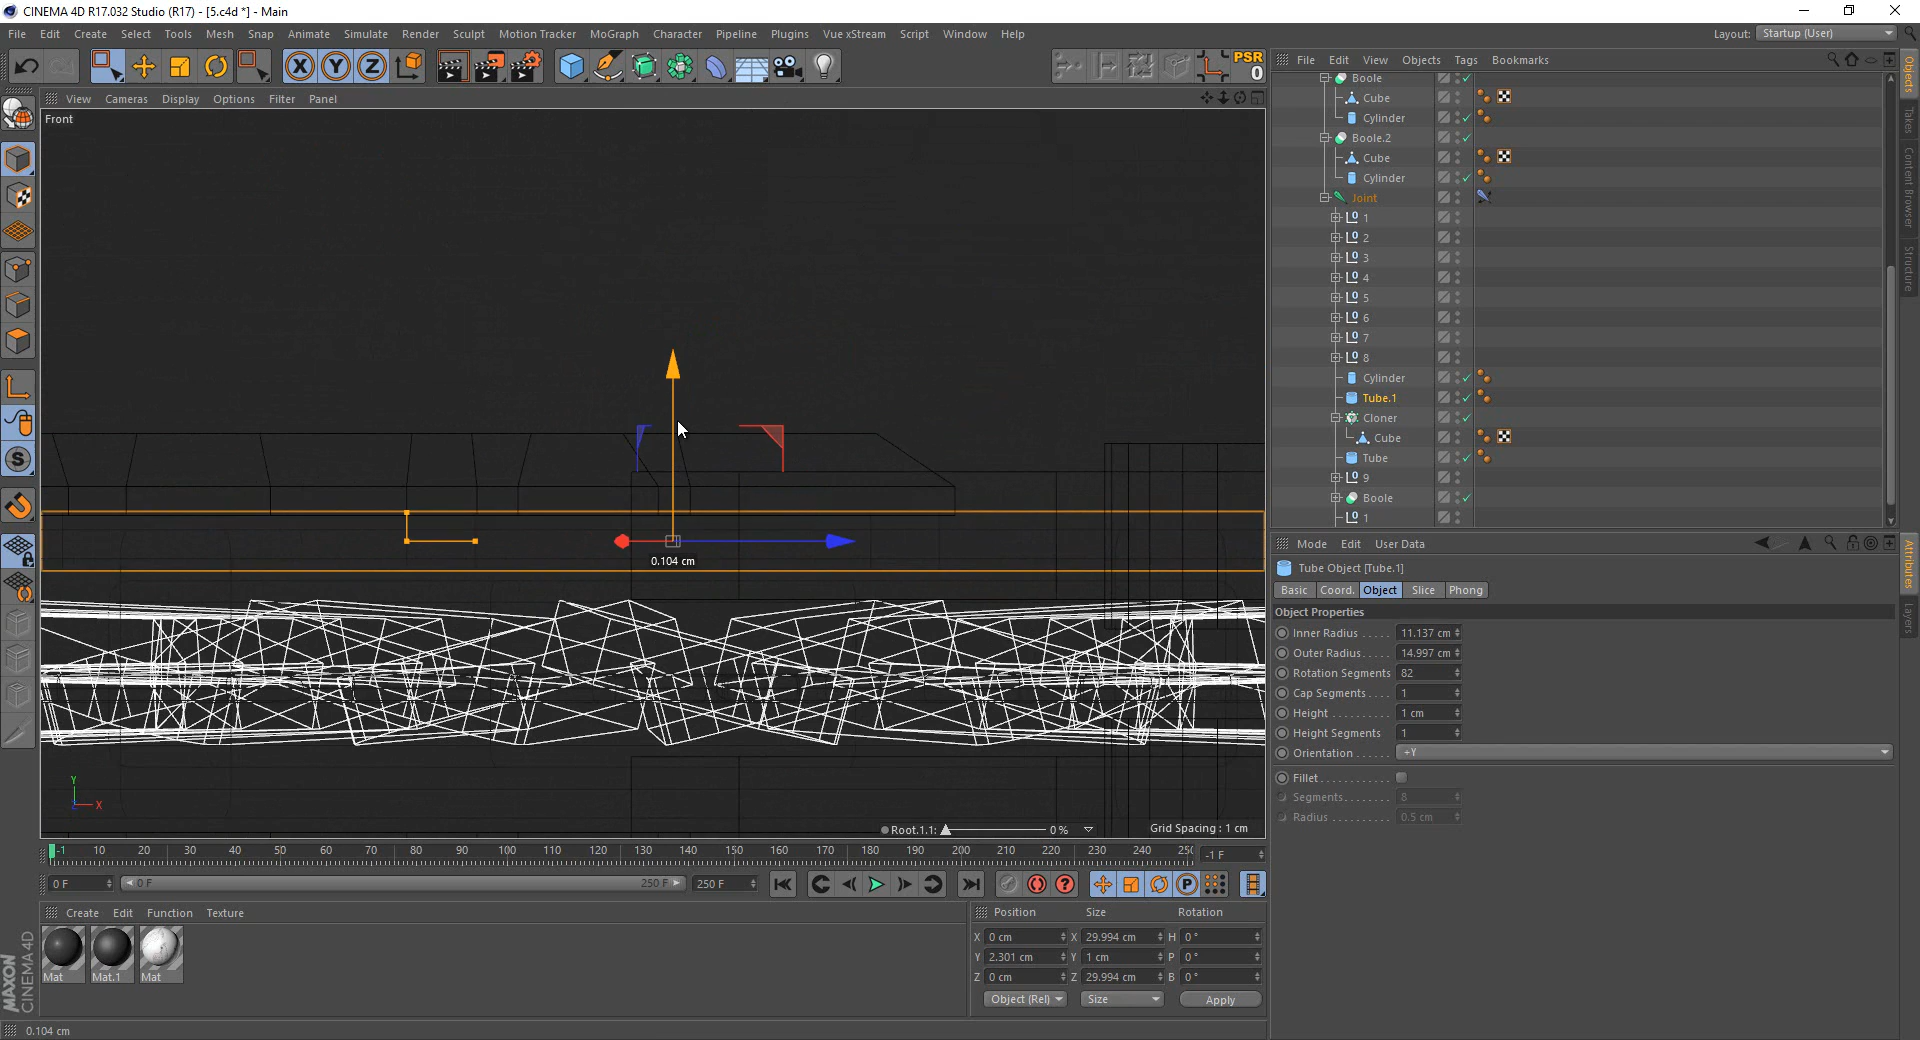 CINEMA 4D R17.032 Studio (R17) - [5.c4d *] - Main
File Edit Create Select Tools Mesh Snap Animate Simulate Render Sculpt Motion Tracker MoGraph Character Pipeline Plugins Vue xStream Script Window Help
Layout: Startup (User)
X Y Z
PSR
0
View Cameras Display Options Filter Panel
Front
0.104 cm
Y
Z X
Root.1.1: 0 %
Grid Spacing : 1 cm
File Edit View Objects Tags Bookmarks
Boole
Cube
Cylinder
Boole.2
Cube
Cylinder
Joint
1
2
3
4
5
6
7
8
Cylinder
Tube.1
Cloner
Cube
Tube
9
Boole
1
Objects
Takes
Content Browser
Structure
Mode Edit User Data
Tube Object [Tube.1]
Basic Coord. Object Slice Phong
Object Properties
Inner Radius . . . . . 11.137 cm
Outer Radius. . . . . 14.997 cm
Rotation Segments 82
Cap Segments. . . . 1
Height . . . . . . . . . . 1 cm
Height Segments 1
Orientation . . . . . . +Y
Fillet. . . . . . . . . . . .
Segments. . . . . . . . 8
Radius . . . . . . . . . . 0.5 cm
Attributes
Layers
-1 10 20 30 40 50 60 70 80 90 100 110 120 130 140 150 160 170 180 190 200 210 220 230 240 250
-1 F
0 F
0 F 250 F
250 F
Create Edit Function Texture
Mat
Mat.1
Mat
Position Size Rotation
X 0 cm X 29.994 cm H 0 °
Y 2.301 cm Y 1 cm P 0 °
Z 0 cm Z 29.994 cm B 0 °
Object (Rel) Size Apply
MAXON
CINEMA 4D
0.104 cm